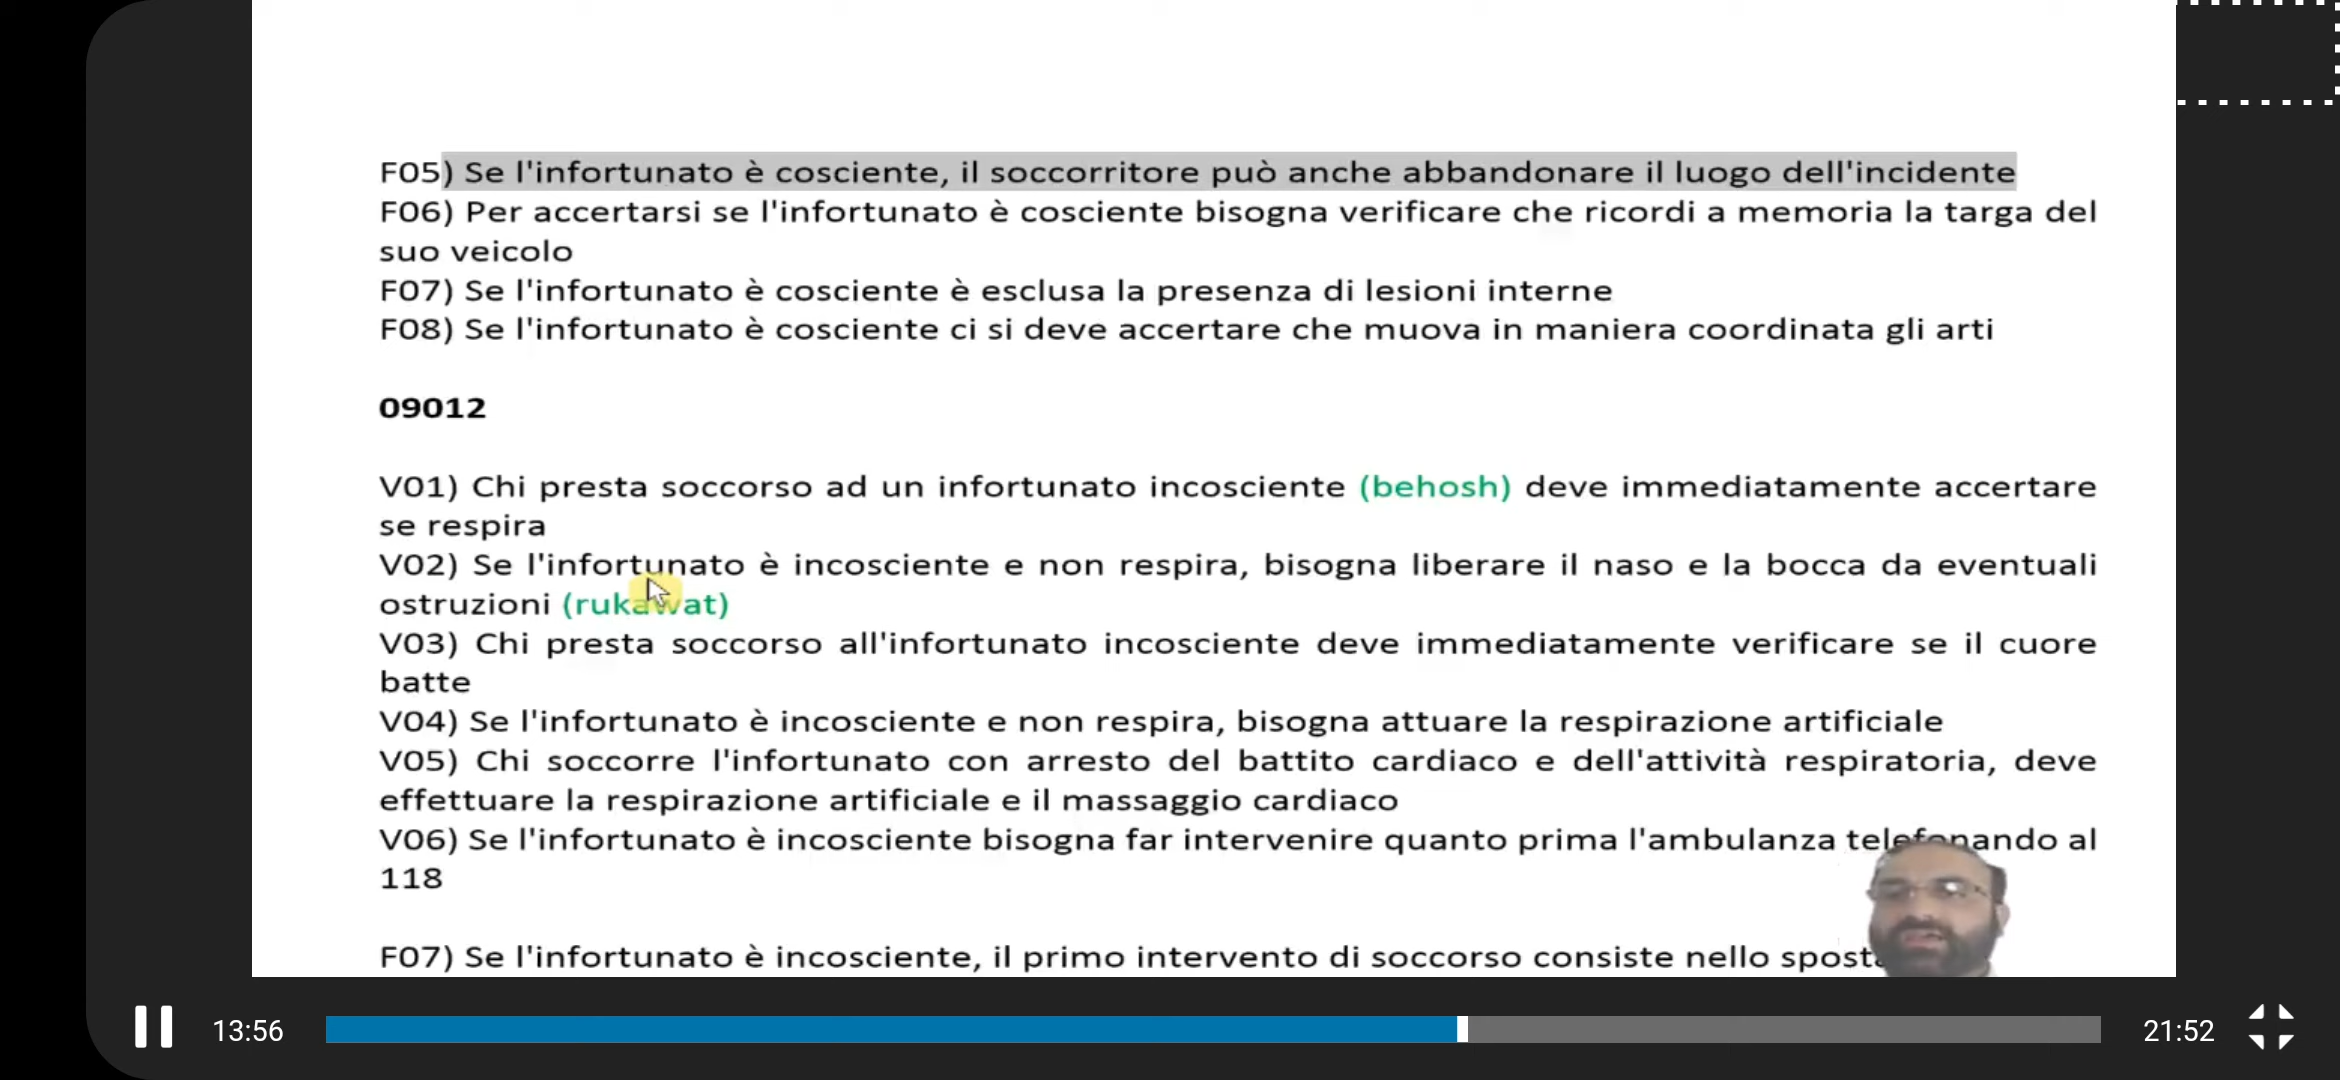 F05) Se l'infortunato è cosciente, il soccorritore può anche abbandonare il luogo dell'incidente
F06) Per accertarsi se l'infortunato è cosciente bisogna verificare che ricordi a memoria la targa del
suo veicolo
F07) Se l'infortunato è cosciente è esclusa la presenza di lesioni interne
F08) Se l'infortunato è cosciente ci si deve accertare che muova in maniera coordinata gli arti
09012
V01) Chi presta soccorso ad un infortunato incosciente (behosh) deve immediatamente accertare
se respira
V02) Se l'infortunato è incosciente e non respira, bisogna liberare il naso e la bocca da eventuali
ostruzioni (rukawat)
V03) Chi presta soccorso all'infortunato incosciente deve immediatamente verificare se il cuore
batte
V04) Se l'infortunato è incosciente e non respira, bisogna attuare la respirazione artificiale
V05) Chi soccorre l'infortunato con arresto del battito cardiaco e dell'attività respiratoria, deve
effettuare la respirazione artificiale e il massaggio cardiaco
V06) Se l'infortunato è incosciente bisogna far intervenire quanto prima l'ambulanza telefonando al
118
F07) Se l'infortunato è incosciente, il primo intervento di soccorso consiste nello
13:56
21:52